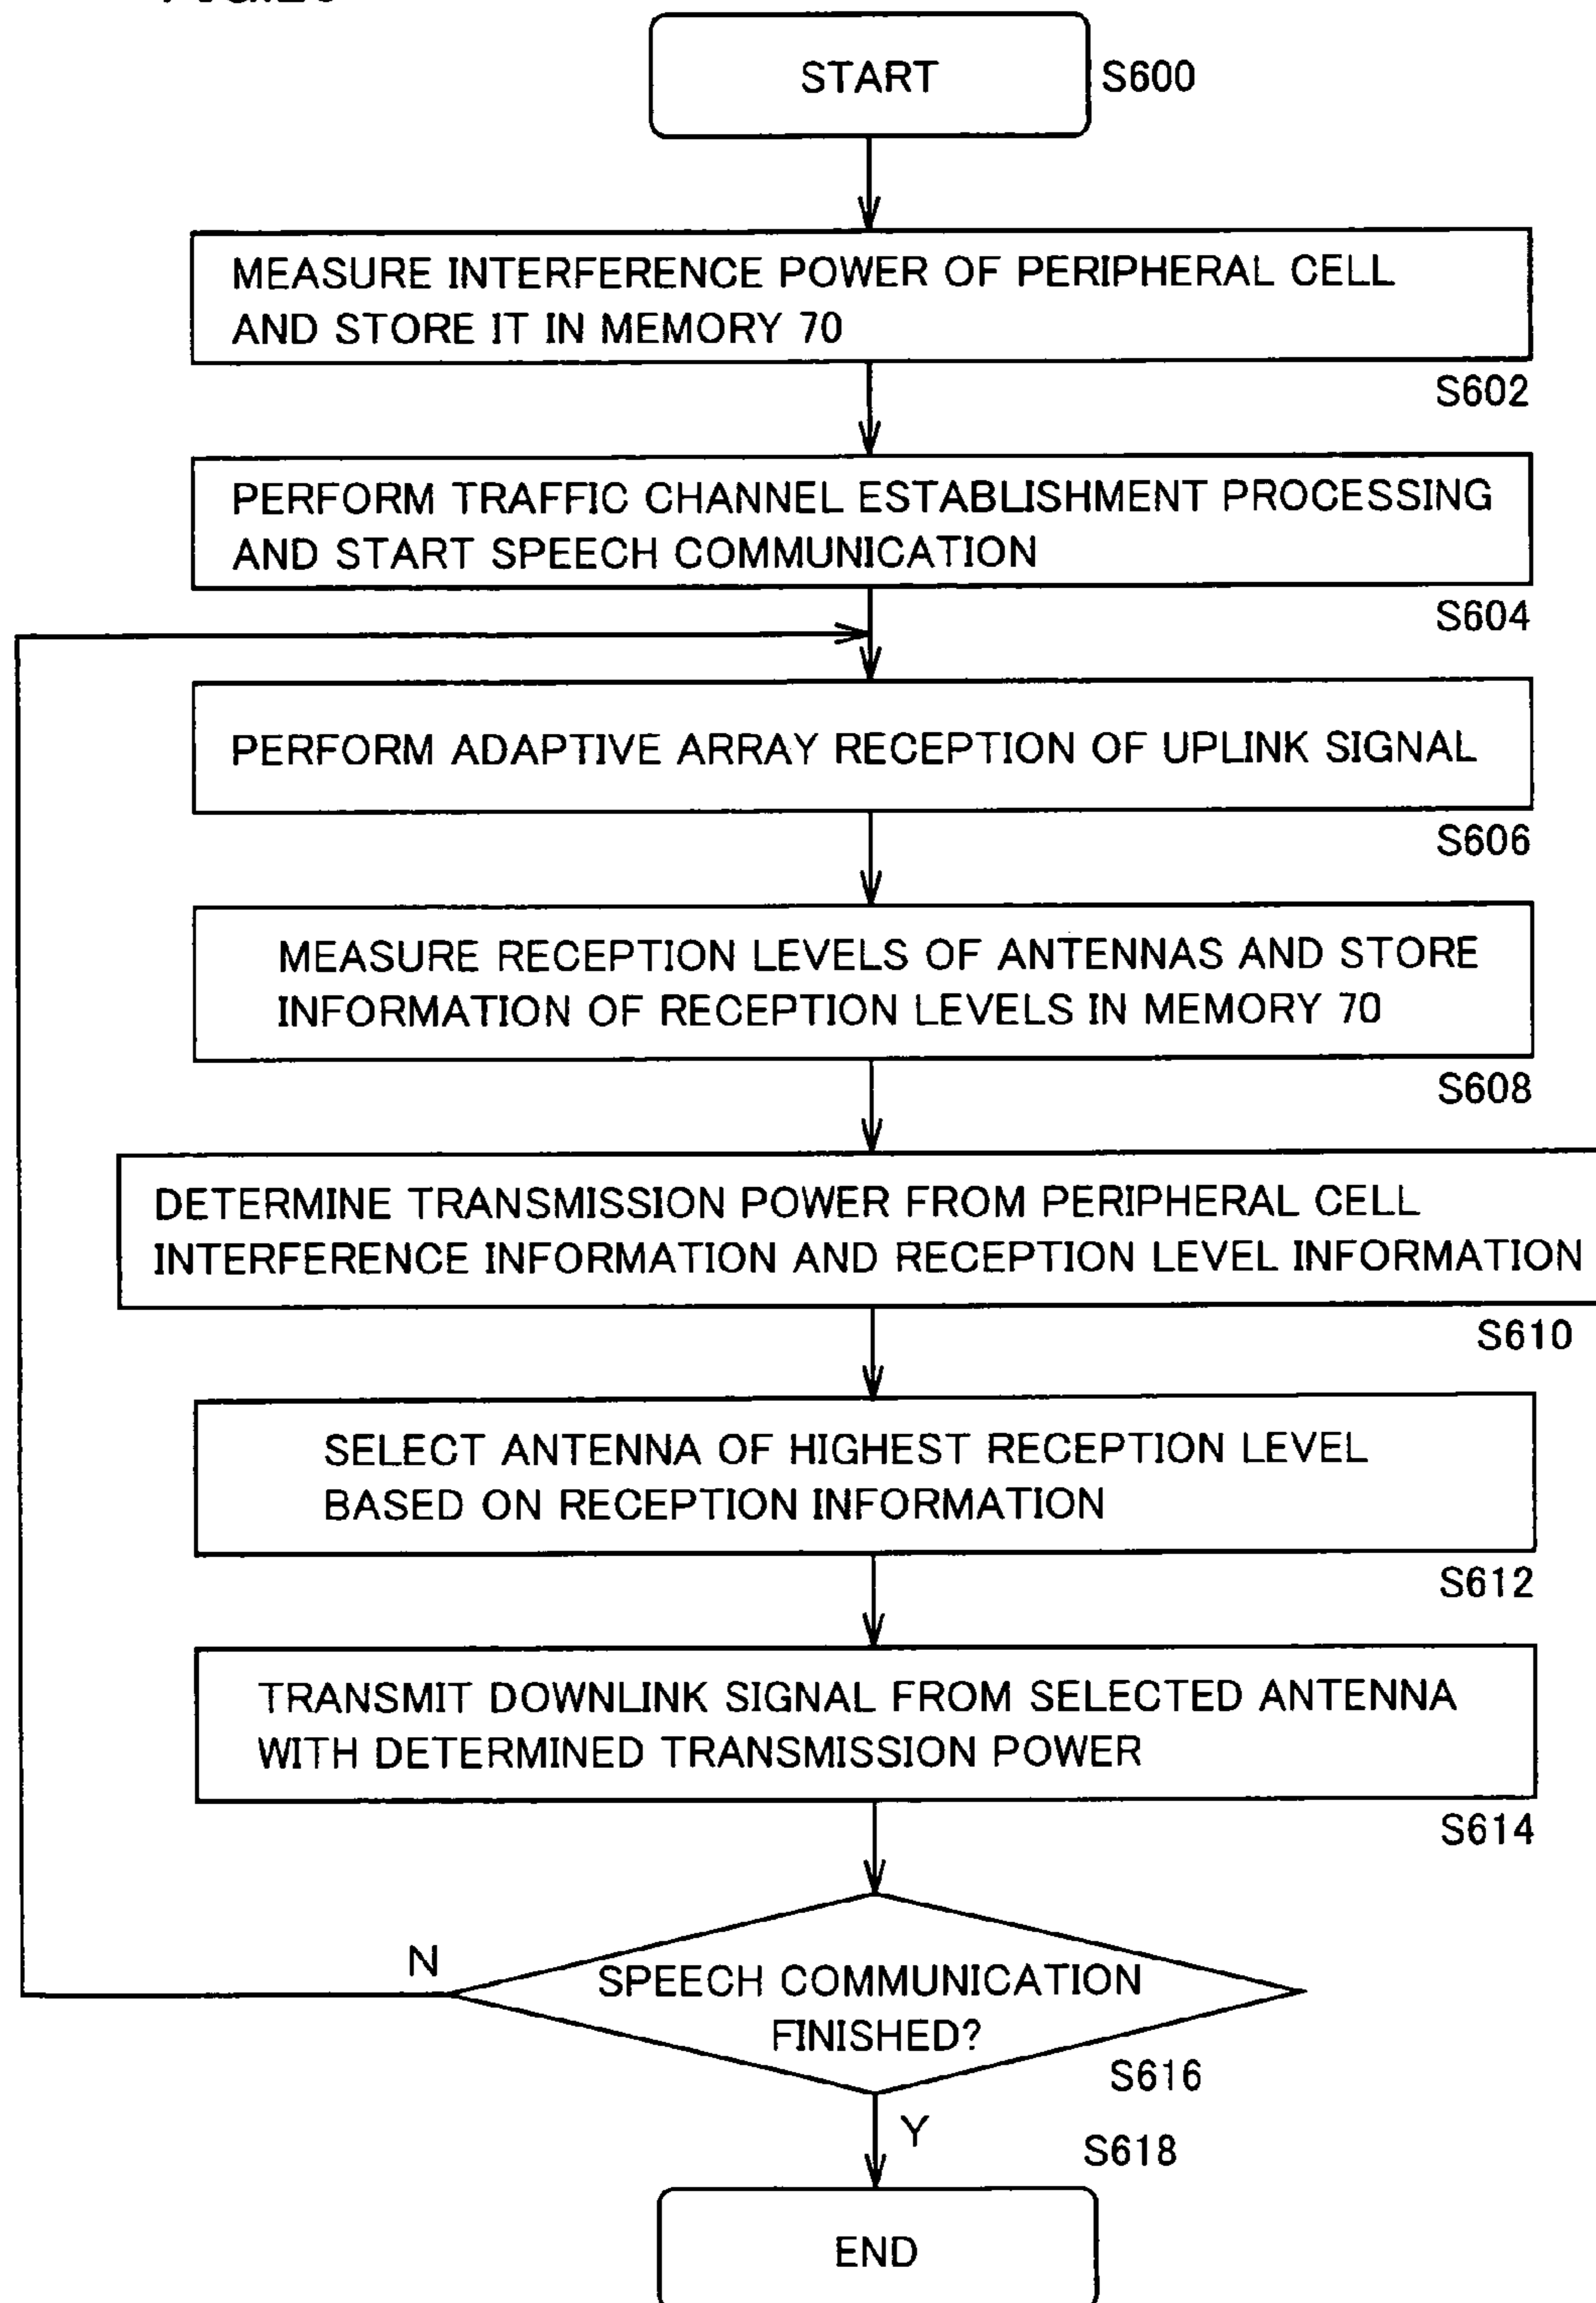 START
S600
MEASURE INTERFERENCE POWER OF PERIPHERAL CELL
AND STORE IT IN MEMORY 70
S602
PERFORM TRAFFIC CHANNEL ESTABLISHMENT PROCESSING
AND START SPEECH COMMUNICATION
S604
PERFORM ADAPTIVE ARRAY RECEPTION OF UPLINK SIGNAL
S606
MEASURE RECEPTION LEVELS OF ANTENNAS AND STORE
INFORMATION OF RECEPTION LEVELS IN MEMORY 70
S608
DETERMINE TRANSMISSION POWER FROM PERIPHERAL CELL
INTERFERENCE INFORMATION AND RECEPTION LEVEL INFORMATION
S610
SELECT ANTENNA OF HIGHEST RECEPTION LEVEL
BASED ON RECEPTION INFORMATION
S612
TRANSMIT DOWNLINK SIGNAL FROM SELECTED ANTENNA
WITH DETERMINED TRANSMISSION POWER
S614
N
SPEECH COMMUNICATION
FINISHED?
S616
Y
S618
END